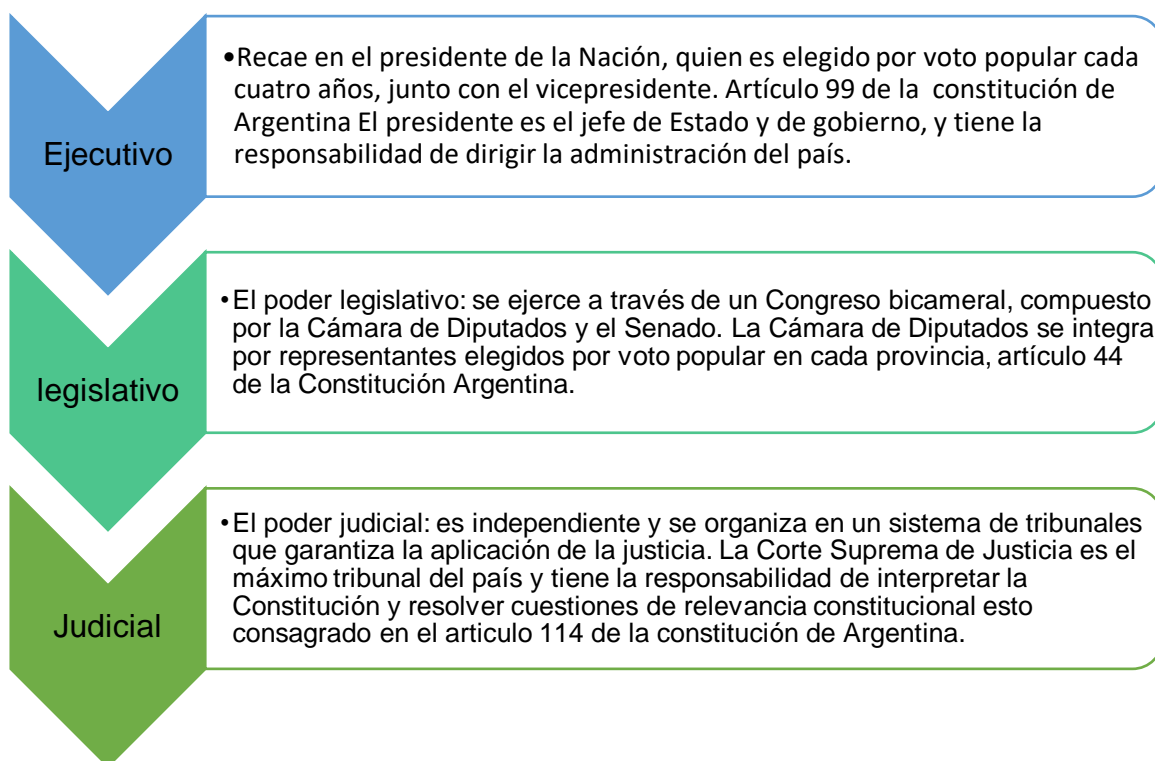 Ejecutivo
•Recae en el presidente de la Nación, quien es elegido por voto popular cada
cuatro años, junto con el vicepresidente. Artículo 99 de la constitución de
Argentina El presidente es el jefe de Estado y de gobierno, y tiene la
responsabilidad de dirigir la administración del país.
legislativo
•El poder legislativo: se ejerce a través de un Congreso bicameral, compuesto
por la Cámara de Diputados y el Senado. La Cámara de Diputados se integra
por representantes elegidos por voto popular en cada provincia, artículo 44
de la Constitución Argentina.
Judicial
•El poder judicial: es independiente y se organiza en un sistema de tribunales
que garantiza la aplicación de la justicia. La Corte Suprema de Justicia es el
máximo tribunal del país y tiene la responsabilidad de interpretar la
Constitución y resolver cuestiones de relevancia constitucional esto
consagrado en el articulo 114 de la constitución de Argentina.